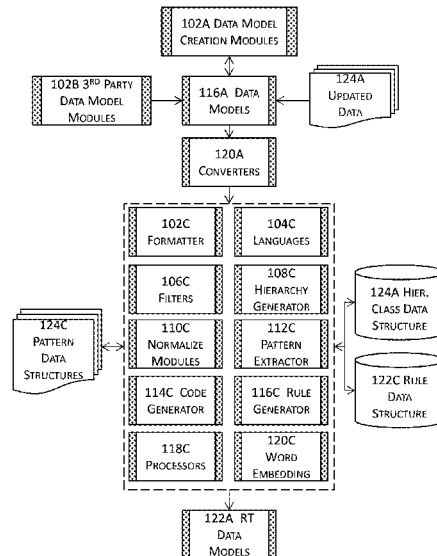 102A DATA MODEL
CREATION MODULES
102B 3RD PARTY
DATA MODEL
MODULES
116A DATA
MODELS
124A
UPDATED
DATA
120A
CONVERTERS
102C
FORMATTER
104C
LANGUAGES
106C
FILTERS
108C
HIERARCHY
GENERATOR
124C
PATTERN
DATA
STRUCTURES
110C
NORMALIZE
MODULES
112C
PATTERN
EXTRACTOR
124A HIER.
CLASS DATA
STRUCTURE
114C CODE
GENERATOR
116C RULE
GENERATOR
122C RULE
DATA
STRUCTURE
118C
PROCESSORS
120C
WORD
EMBEDDING
122A RT
DATA
MODELS